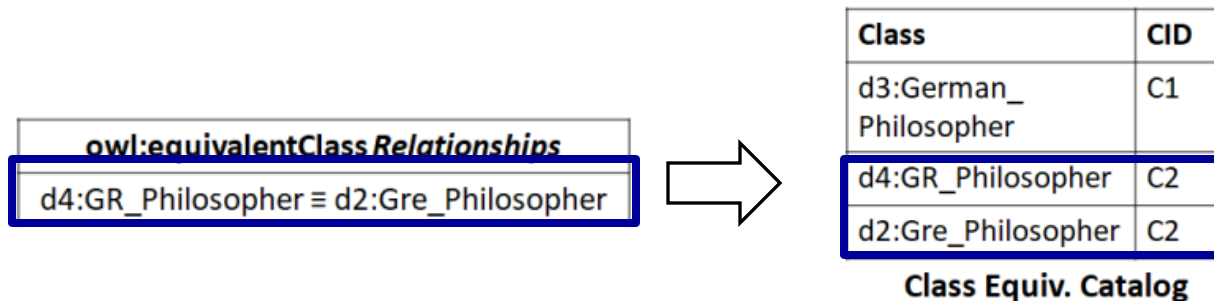 owl:equivalentClass Relationships
d4:GR_Philosopher ≡ d2:Gre_Philosopher
Class CID
d3:German_ C1
Philosopher
d4:GR_Philosopher C2
d2:Gre_Philosopher C2
Class Equiv. Catalog